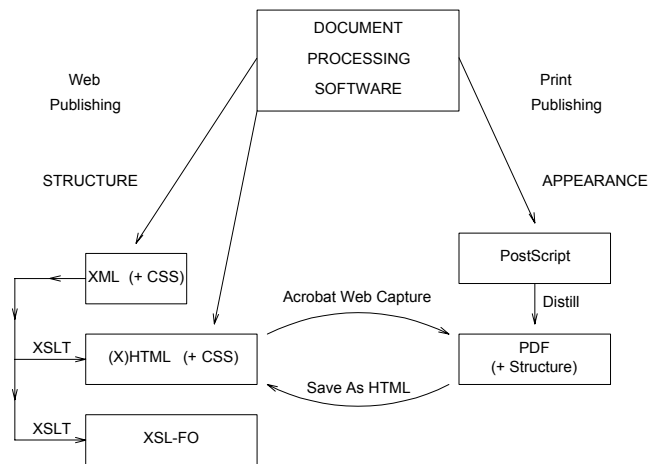 DOCUMENT
PROCESSING
SOFTWARE
Web
Publishing
Print
Publishing
STRUCTURE
APPEARANCE
XML (+ CSS)
PostScript
Acrobat Web Capture
Distill
XSLT
(X)HTML (+ CSS)
PDF
(+ Structure)
Save As HTML
XSLT
XSL-FO